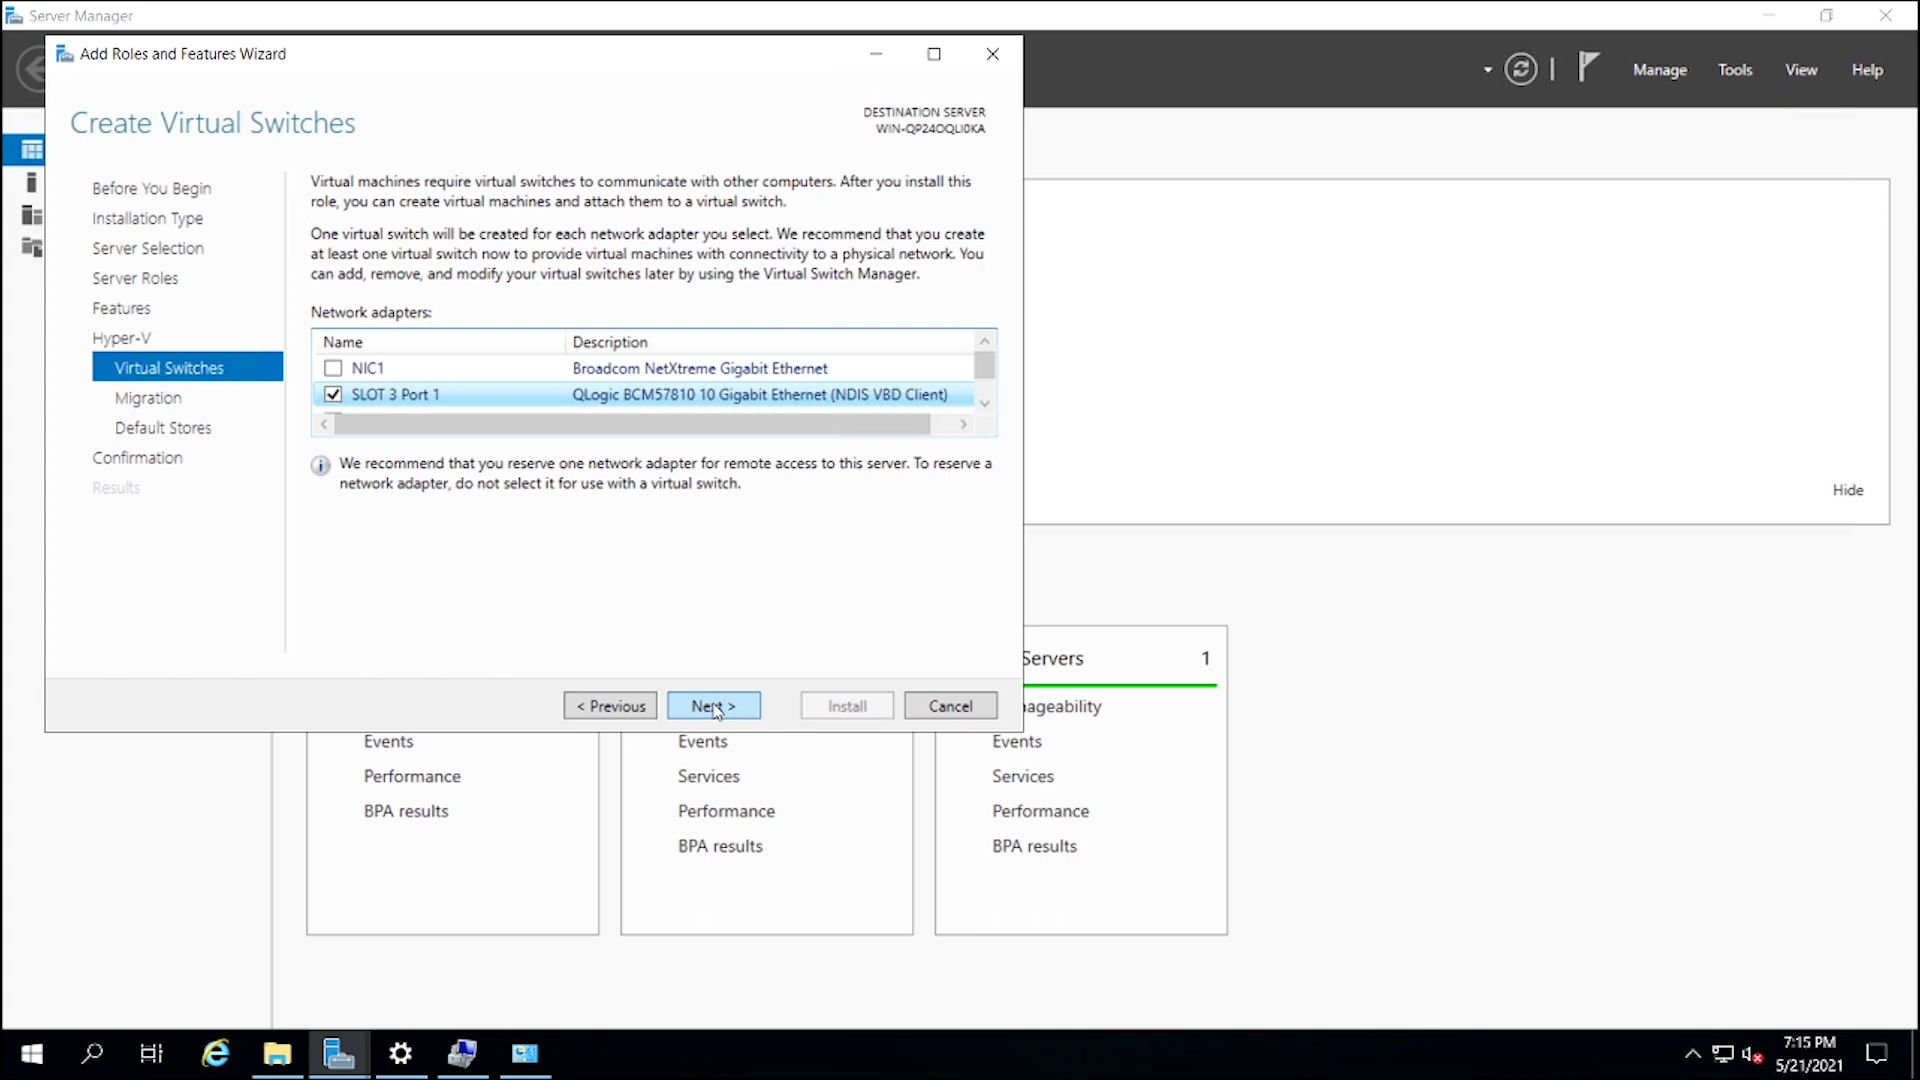 Server Manager
Add Roles and Features Wizard
Manage
Tools
View
Help
Create Virtual Switches
DESTINATION SERVER
WIN-QP24OQLI0KA
Before You Begin
Installation Type
Server Selection
Server Roles
Features
Hyper-V
Virtual Switches
Migration
Default Stores
Confirmation
Results
Virtual machines require virtual switches to communicate with other computers. After you install this
role, you can create virtual machines and attach them to a virtual switch.
One virtual switch will be created for each network adapter you select. We recommend that you create
at least one virtual switch now to provide virtual machines with connectivity to a physical network. You
can add, remove, and modify your virtual switches later by using the Virtual Switch Manager.
Network adapters:
Name Description
NIC1 Broadcom NetXtreme Gigabit Ethernet
SLOT 3 Port 1 QLogic BCM57810 10 Gigabit Ethernet (NDIS VBD Client)
We recommend that you reserve one network adapter for remote access to this server. To reserve a
network adapter, do not select it for use with a virtual switch.
< Previous
Next >
Install
Cancel
Hide
Events
Performance
BPA results
Events
Services
Performance
BPA results
Servers 1
nageability
Events
Services
Performance
BPA results
7:15 PM
5/21/2021